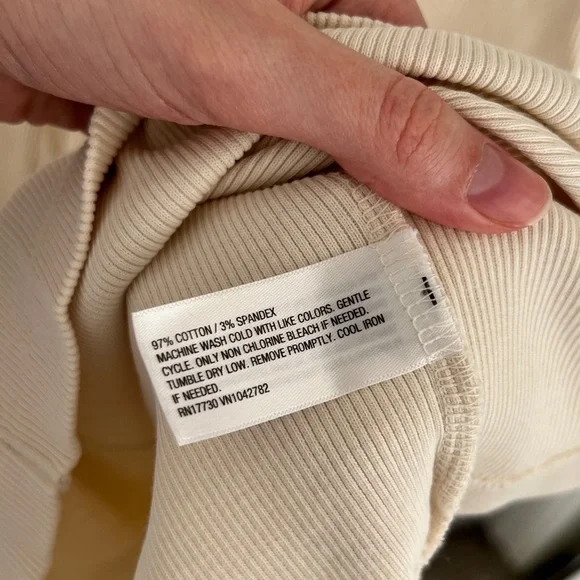 97% COTTON / 3% SPANDEX
MACHINE WASH COLD WITH LIKE COLORS. GENTLE
CYCLE. ONLY NON CHLORINE BLEACH IF NEEDED.
TUMBLE DRY LOW. REMOVE PROMPTLY. COOL IRON
IF NEEDED.
RN17730 VN1042782